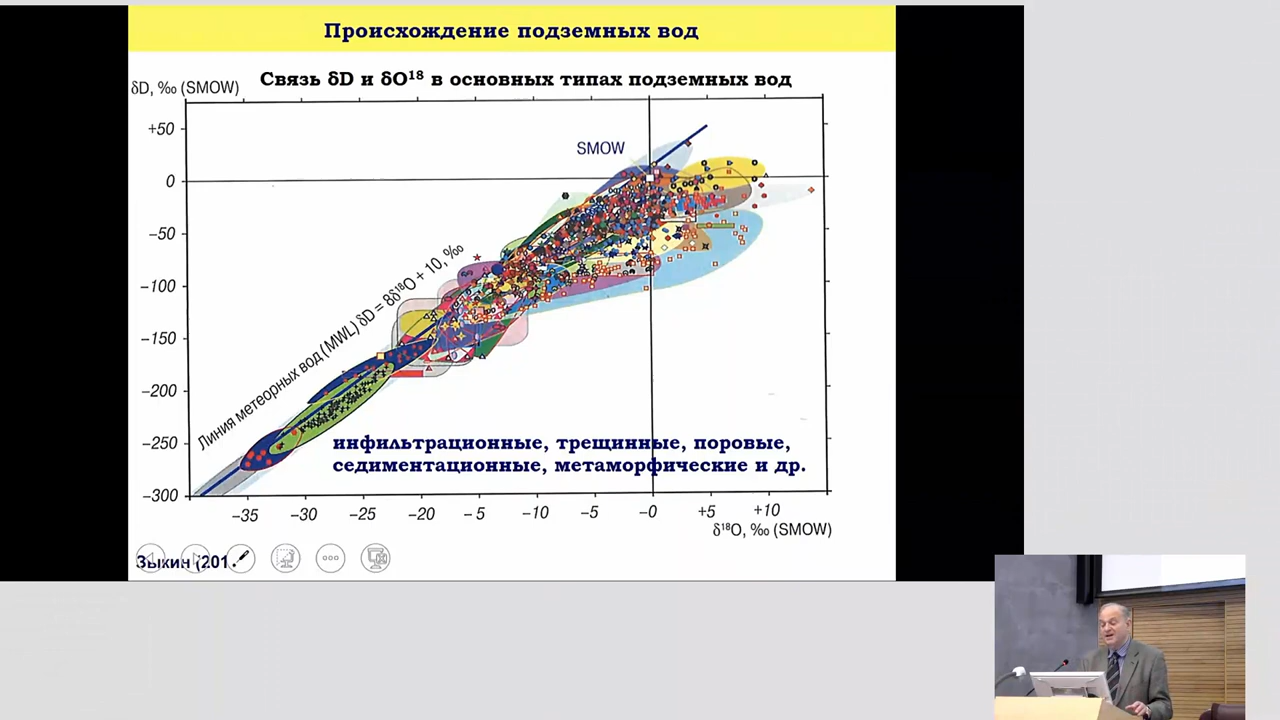 Происхождение подземных вод
Связь δD и δO¹⁸ в основных типах подземных вод
δD, ‰ (SMOW)
+50
0
−50
−100
−150
−200
−250
−300
SMOW
Линия метеорных вод (MWL) δD = 8δ¹⁸O + 10, ‰
инфильтрационные, трещинные, поровые,
седиментационные, метаморфические и др.
−35 −30 −25 −20 −5 −10 −5 −0 +5 +10
δ¹⁸O, ‰ (SMOW)
Зыкин (201